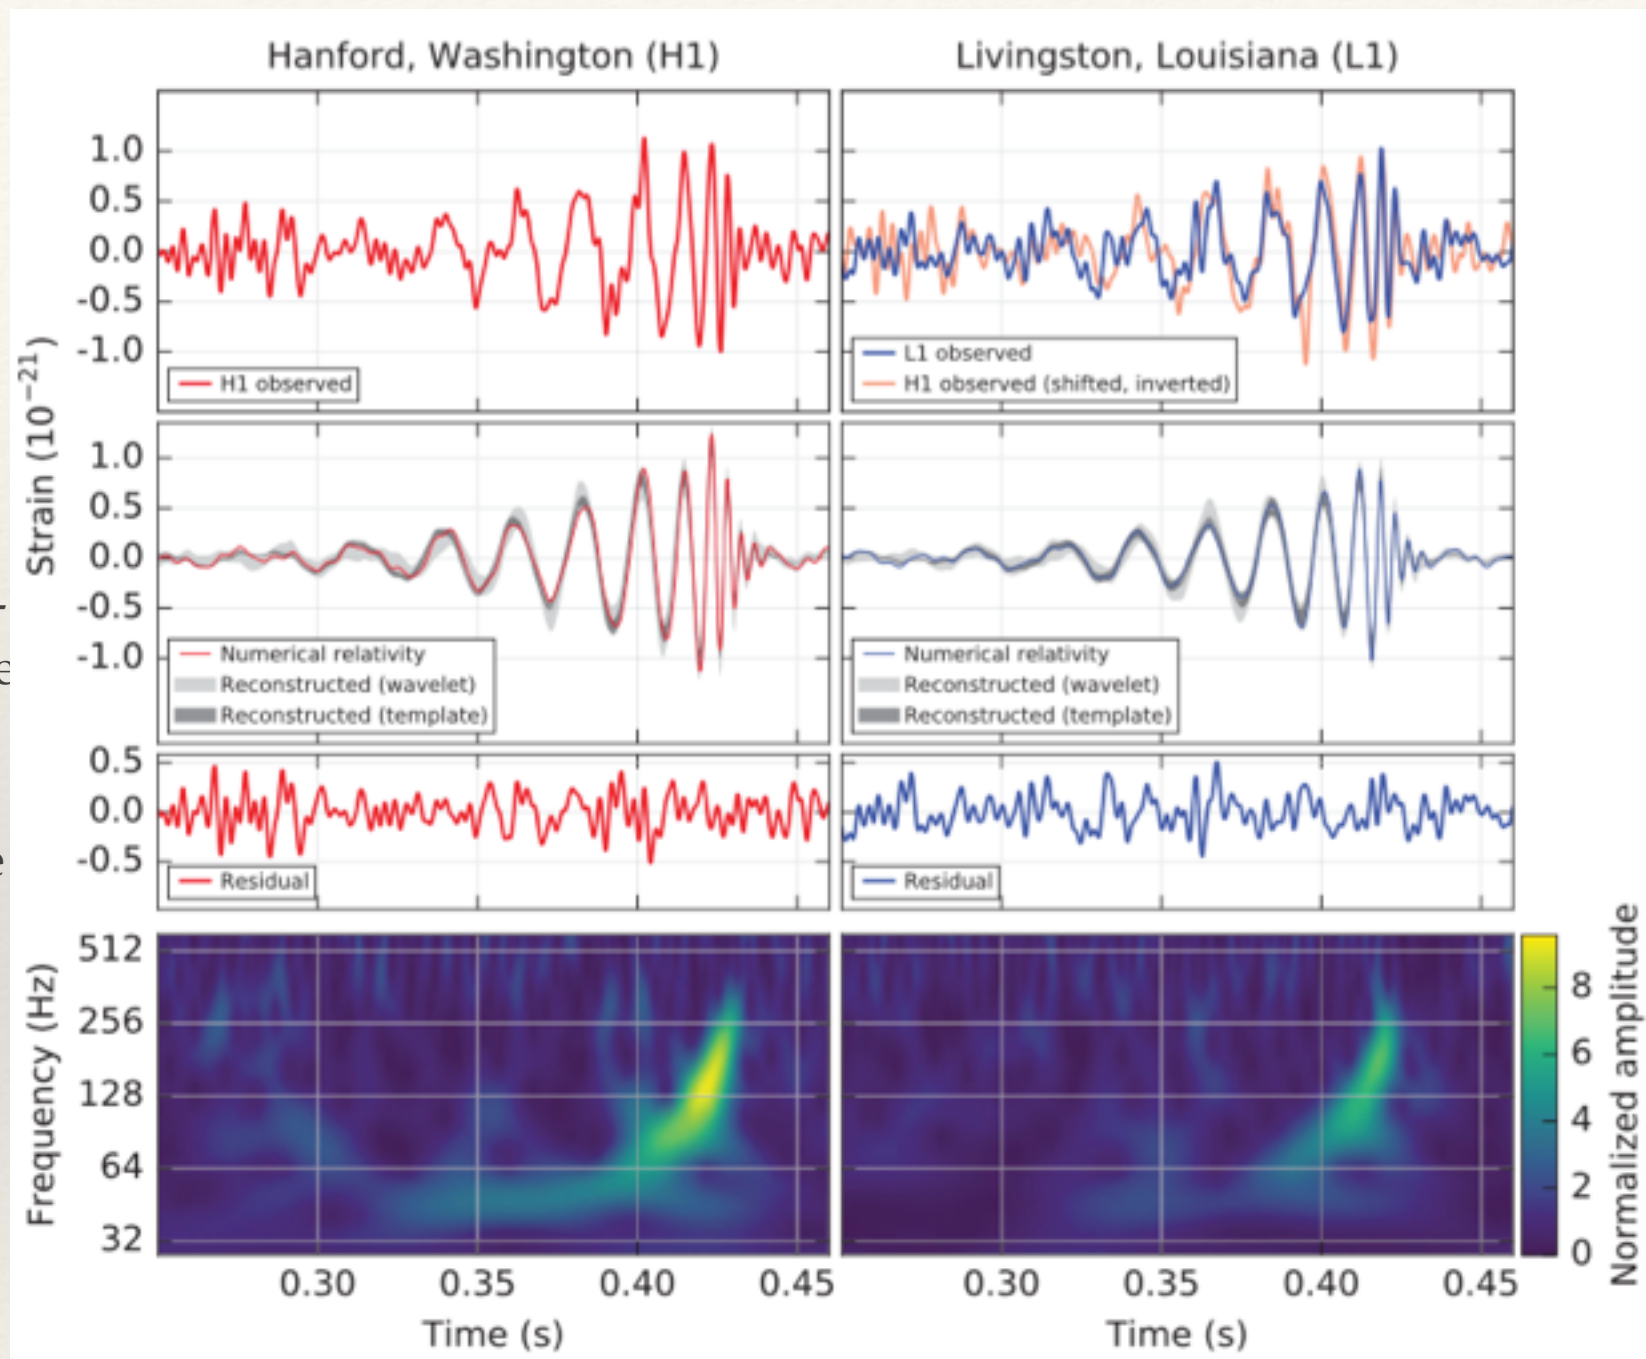 Hanford, Washington (H1)
Livingston, Louisiana (L1)
Strain (10⁻²¹)
1.0
0.5
0.0
-0.5
-1.0
H1 observed
L1 observed
H1 observed (shifted, inverted)
1.0
0.5
0.0
-0.5
-1.0
Numerical relativity
Reconstructed (wavelet)
Reconstructed (template)
Numerical relativity
Reconstructed (wavelet)
Reconstructed (template)
0.5
0.0
-0.5
Residual
Residual
Frequency (Hz)
512
256
128
64
32
Normalized amplitude
8
6
4
2
0
0.30 0.35 0.40 0.45
0.30 0.35 0.40 0.45
Time (s)
Time (s)